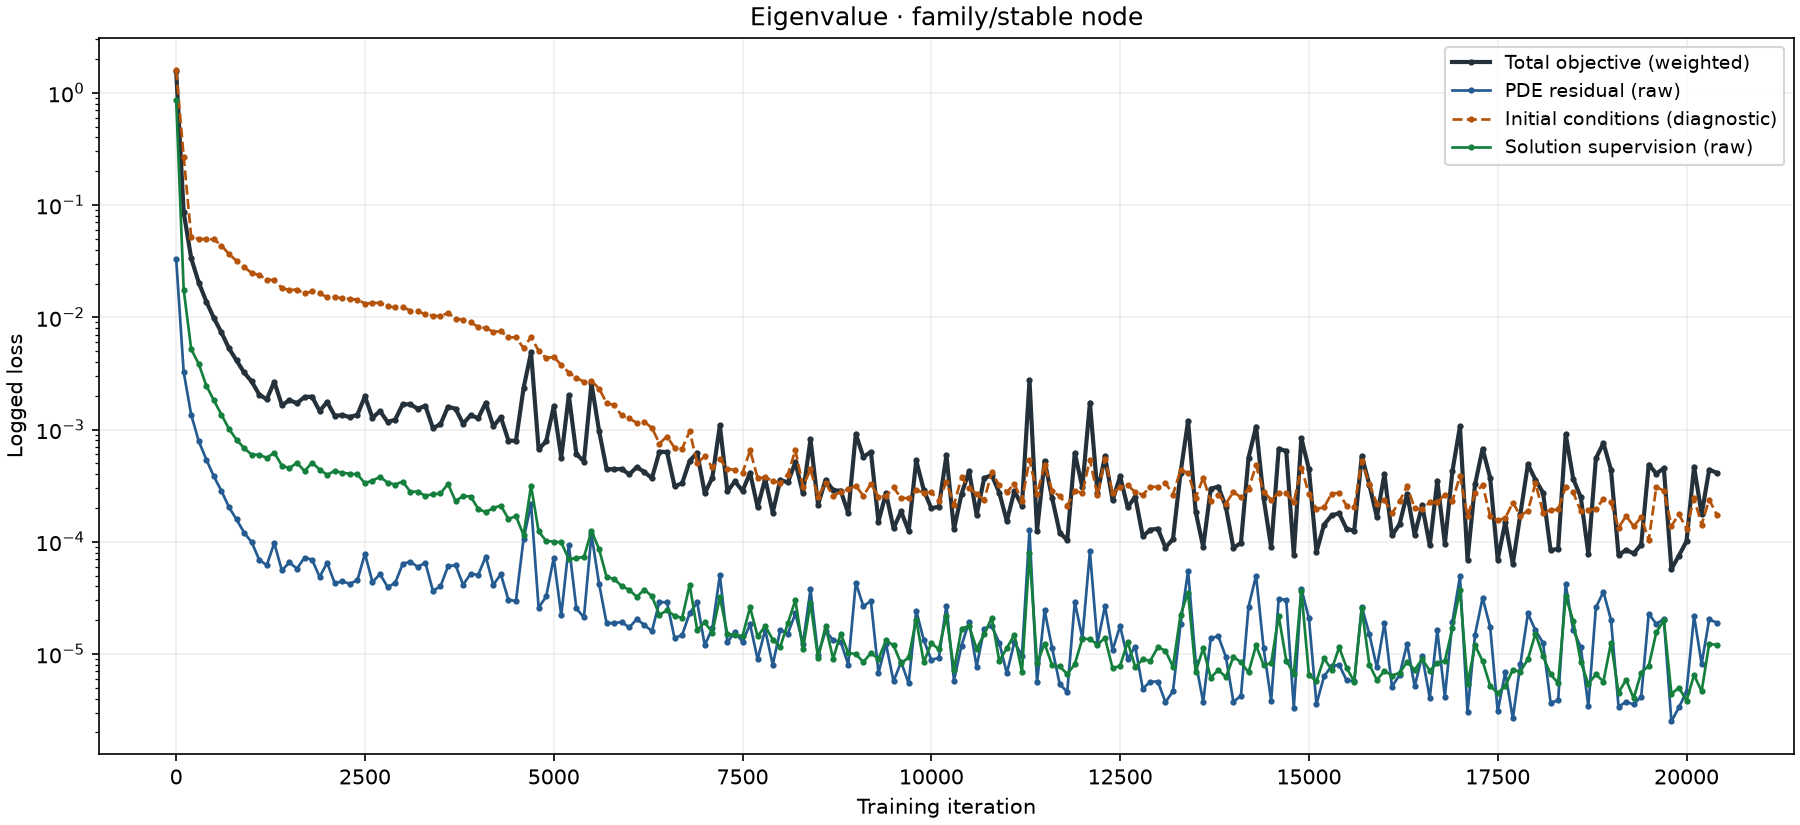 Eigenvalue · family/stable node
Total objective (weighted)
PDE residual (raw)
Initial conditions (diagnostic)
Solution supervision (raw)
Logged loss
10⁰
10⁻¹
10⁻²
10⁻³
10⁻⁴
10⁻⁵
0 2500 5000 7500 10000 12500 15000 17500 20000
Training iteration